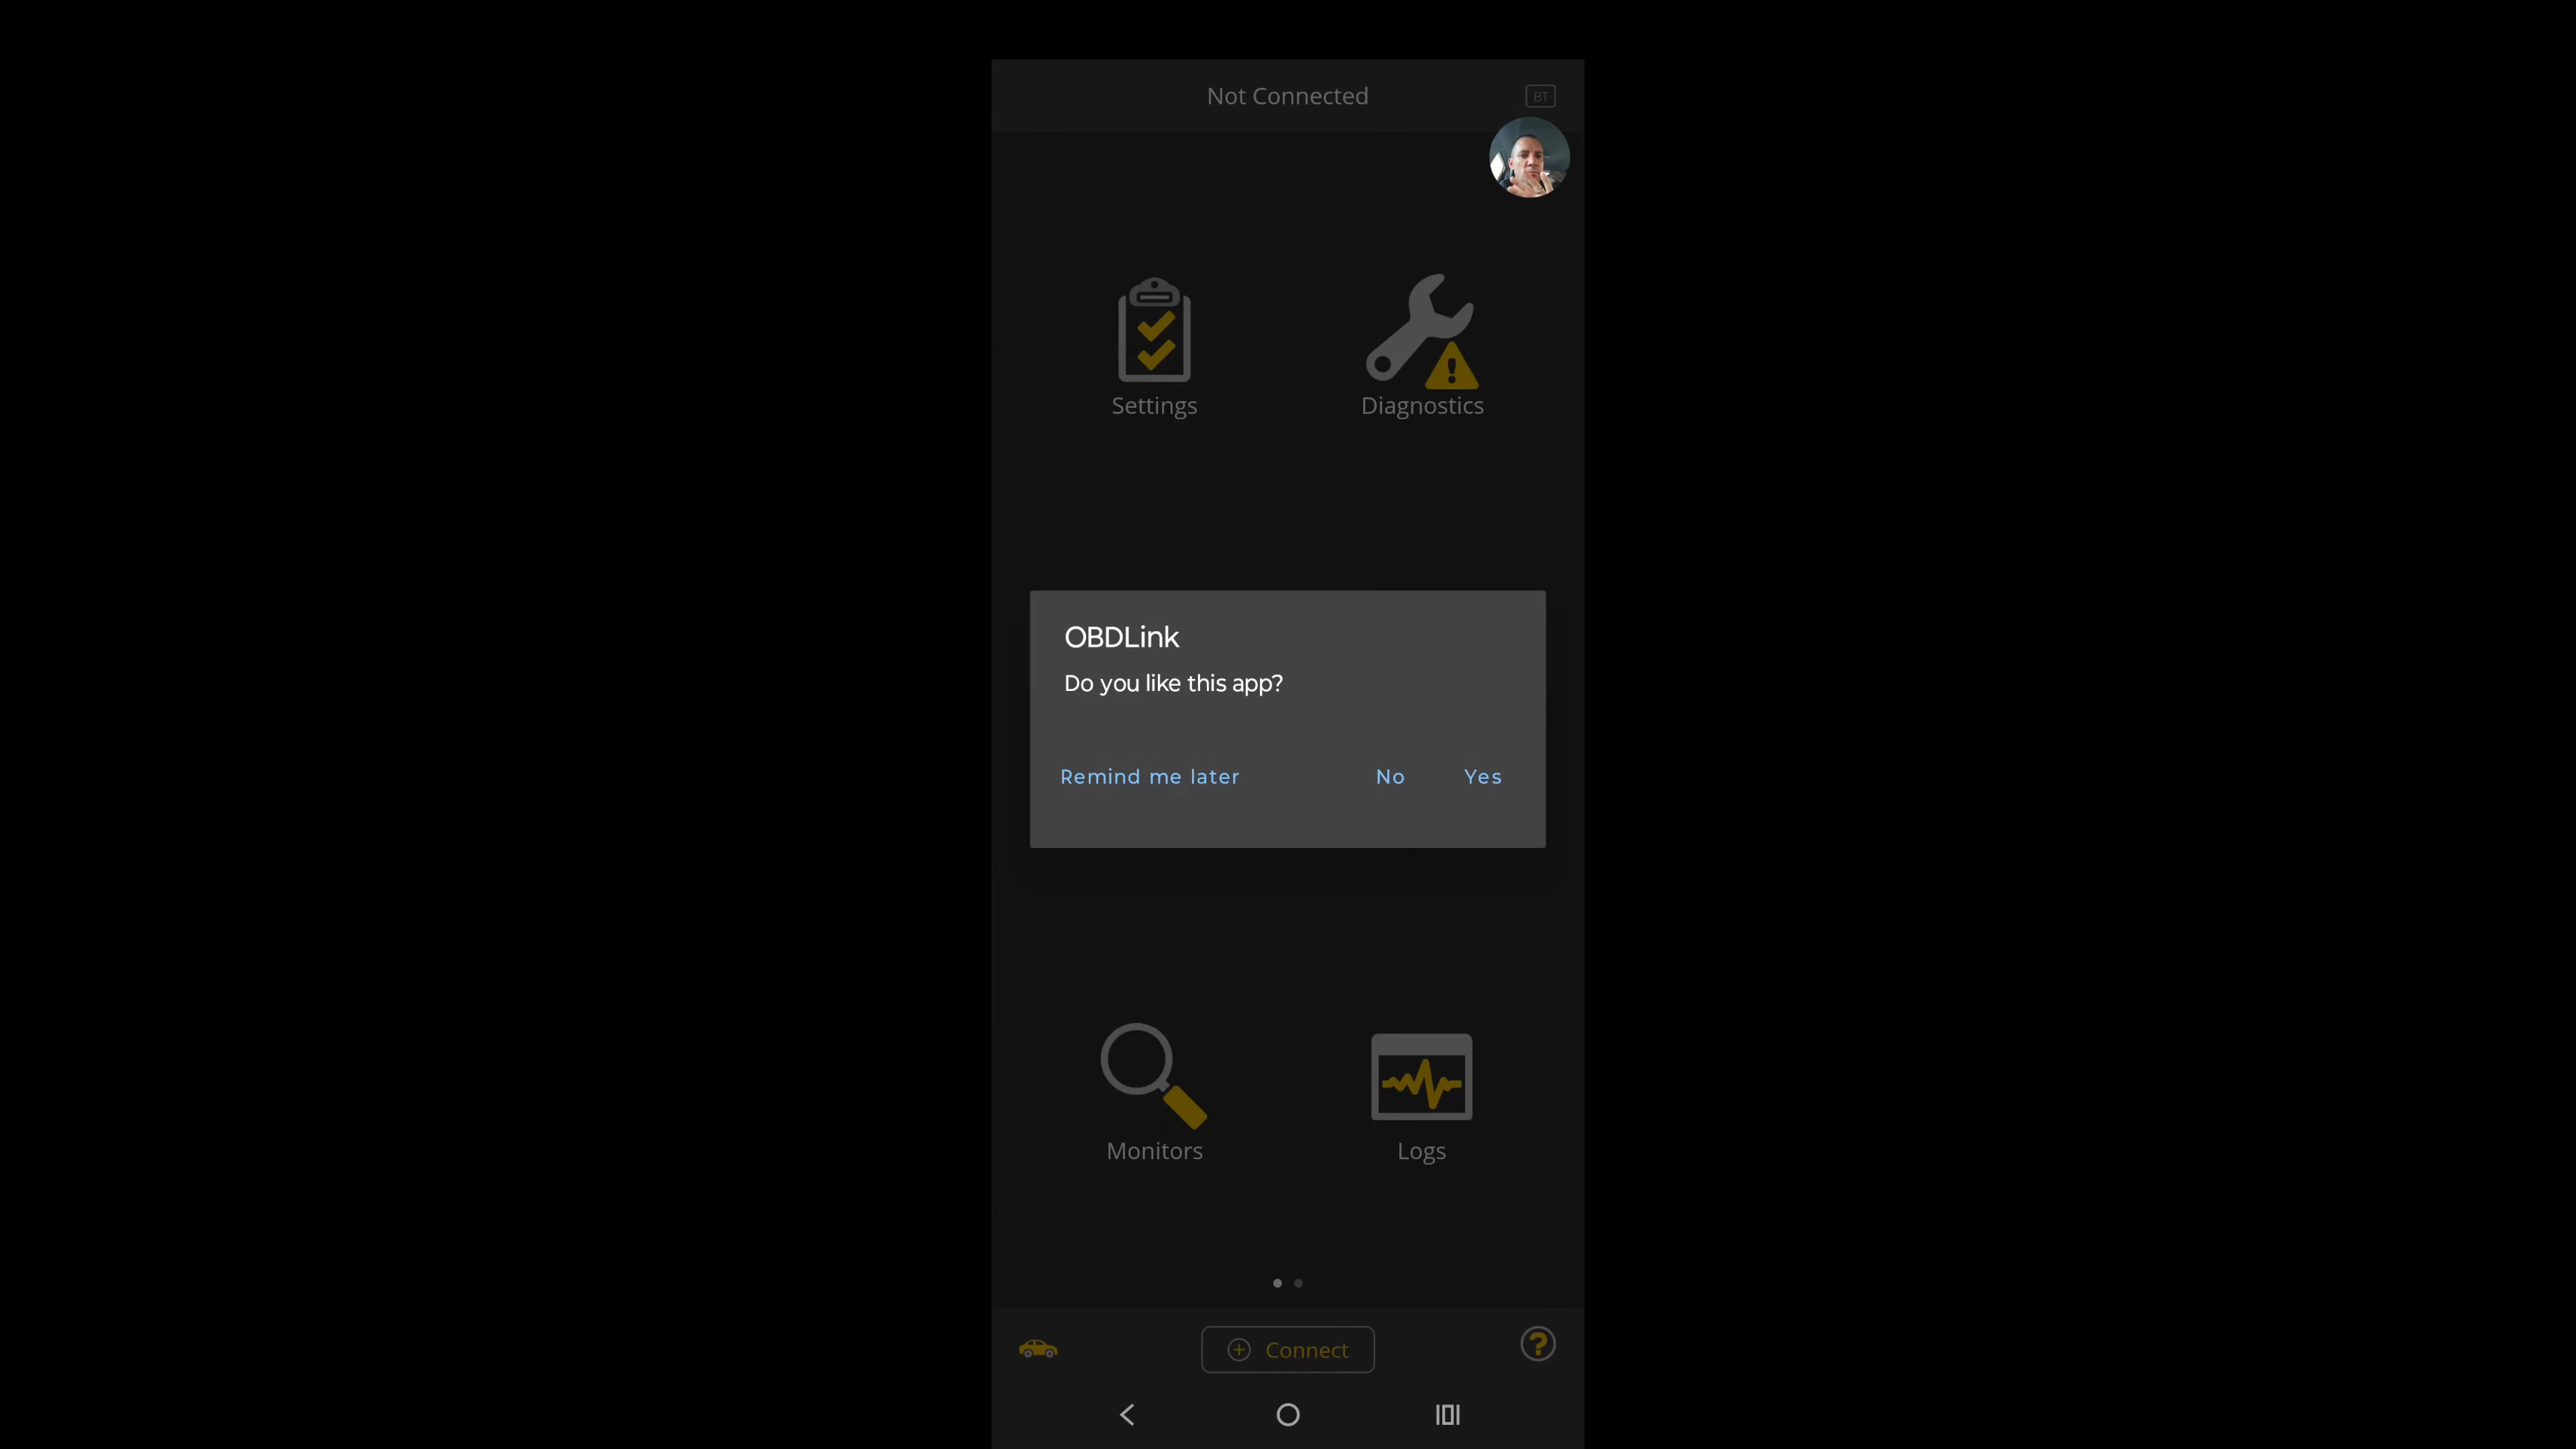 Not Connected
BT
Settings
Diagnostics
OBDLink
Do you like this app?
Remind me later
No
Yes
Monitors
Logs
Connect